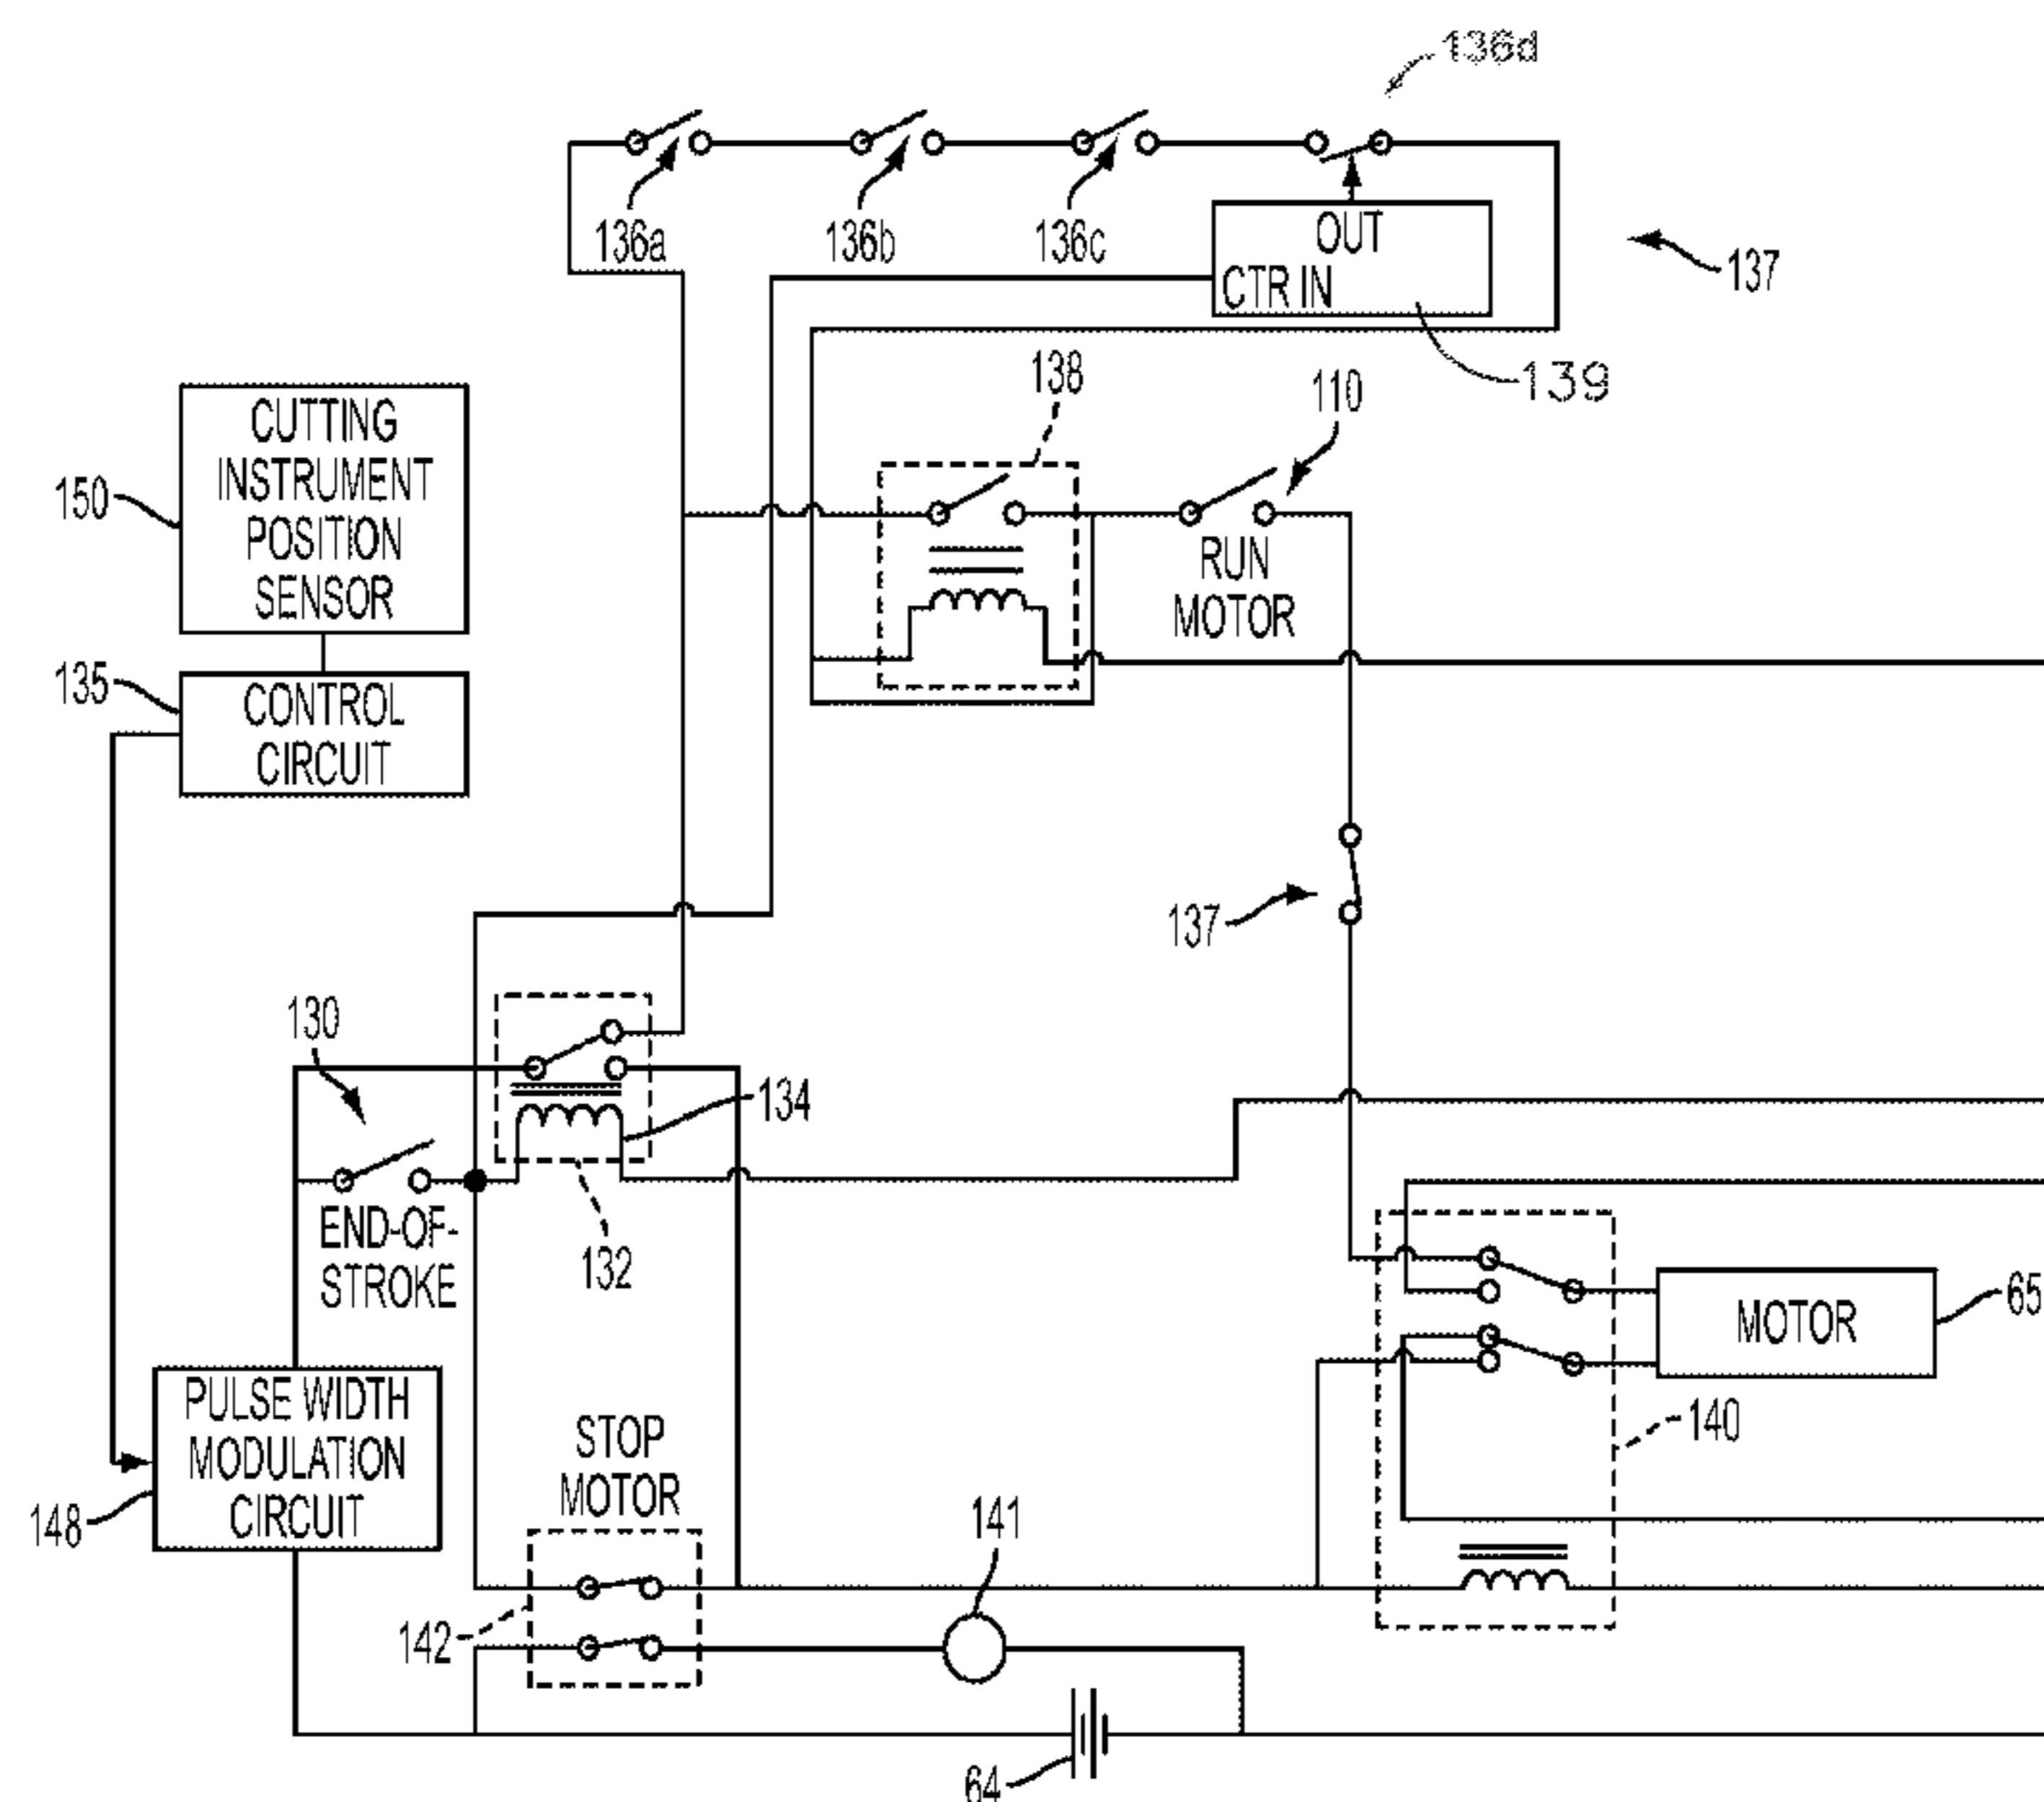 136d
136a
136b
136c
OUT
CTR IN
137
139
138
110
CUTTING
INSTRUMENT
POSITION
SENSOR
150
RUN
MOTOR
135
CONTROL
CIRCUIT
137
130
134
END-OF-
STROKE
132
MOTOR
65
PULSE WIDTH
MODULATION
CIRCUIT
148
STOP
MOTOR
140
141
142
64